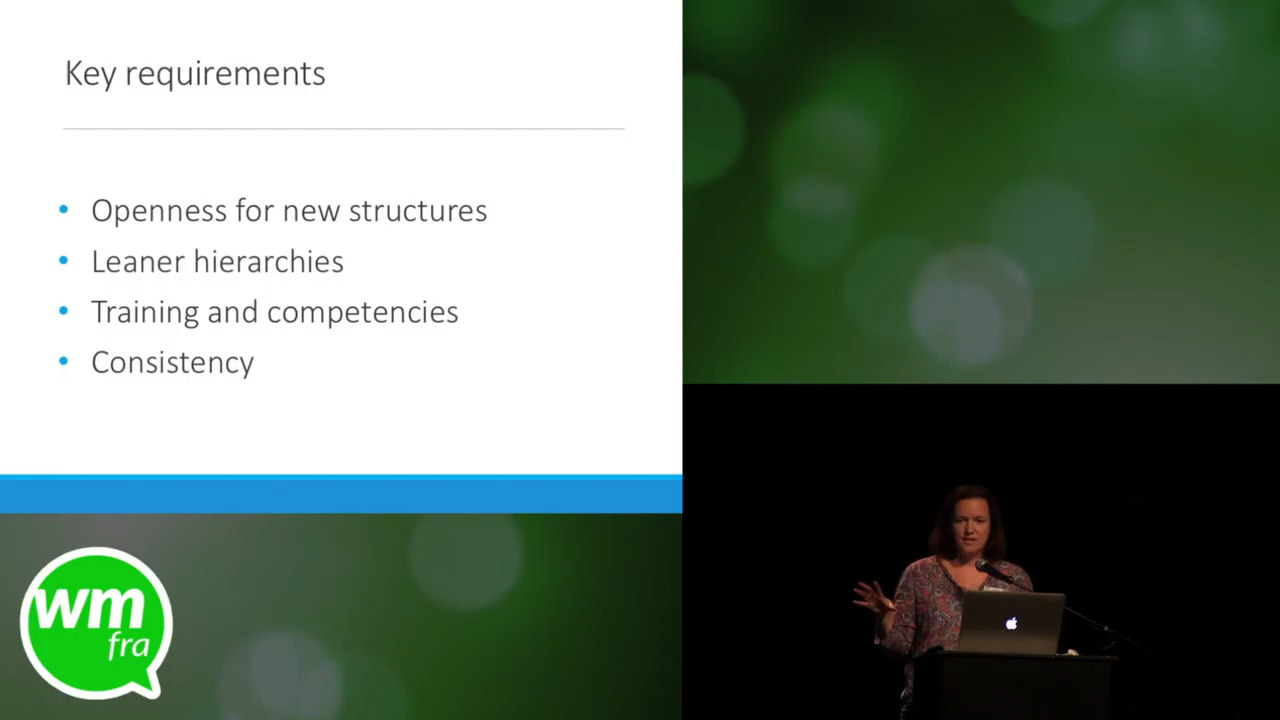 Key requirements
Openness for new structures
Leaner hierarchies
Training and competencies
Consistency
wm
fra